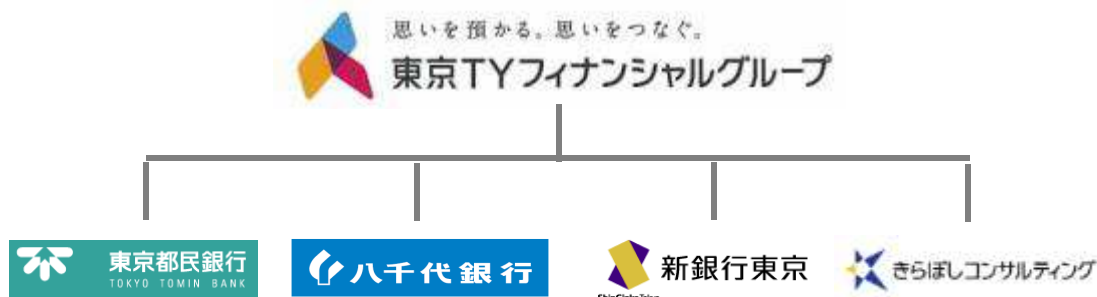 思いを預かる。思いをつなぐ。
東京TYフィナンシャルグループ
東京都民銀行
TOKYO TOMIN BANK
八千代銀行
新銀行東京
ShinGinko Tokyo
きらぼしコンサルティング